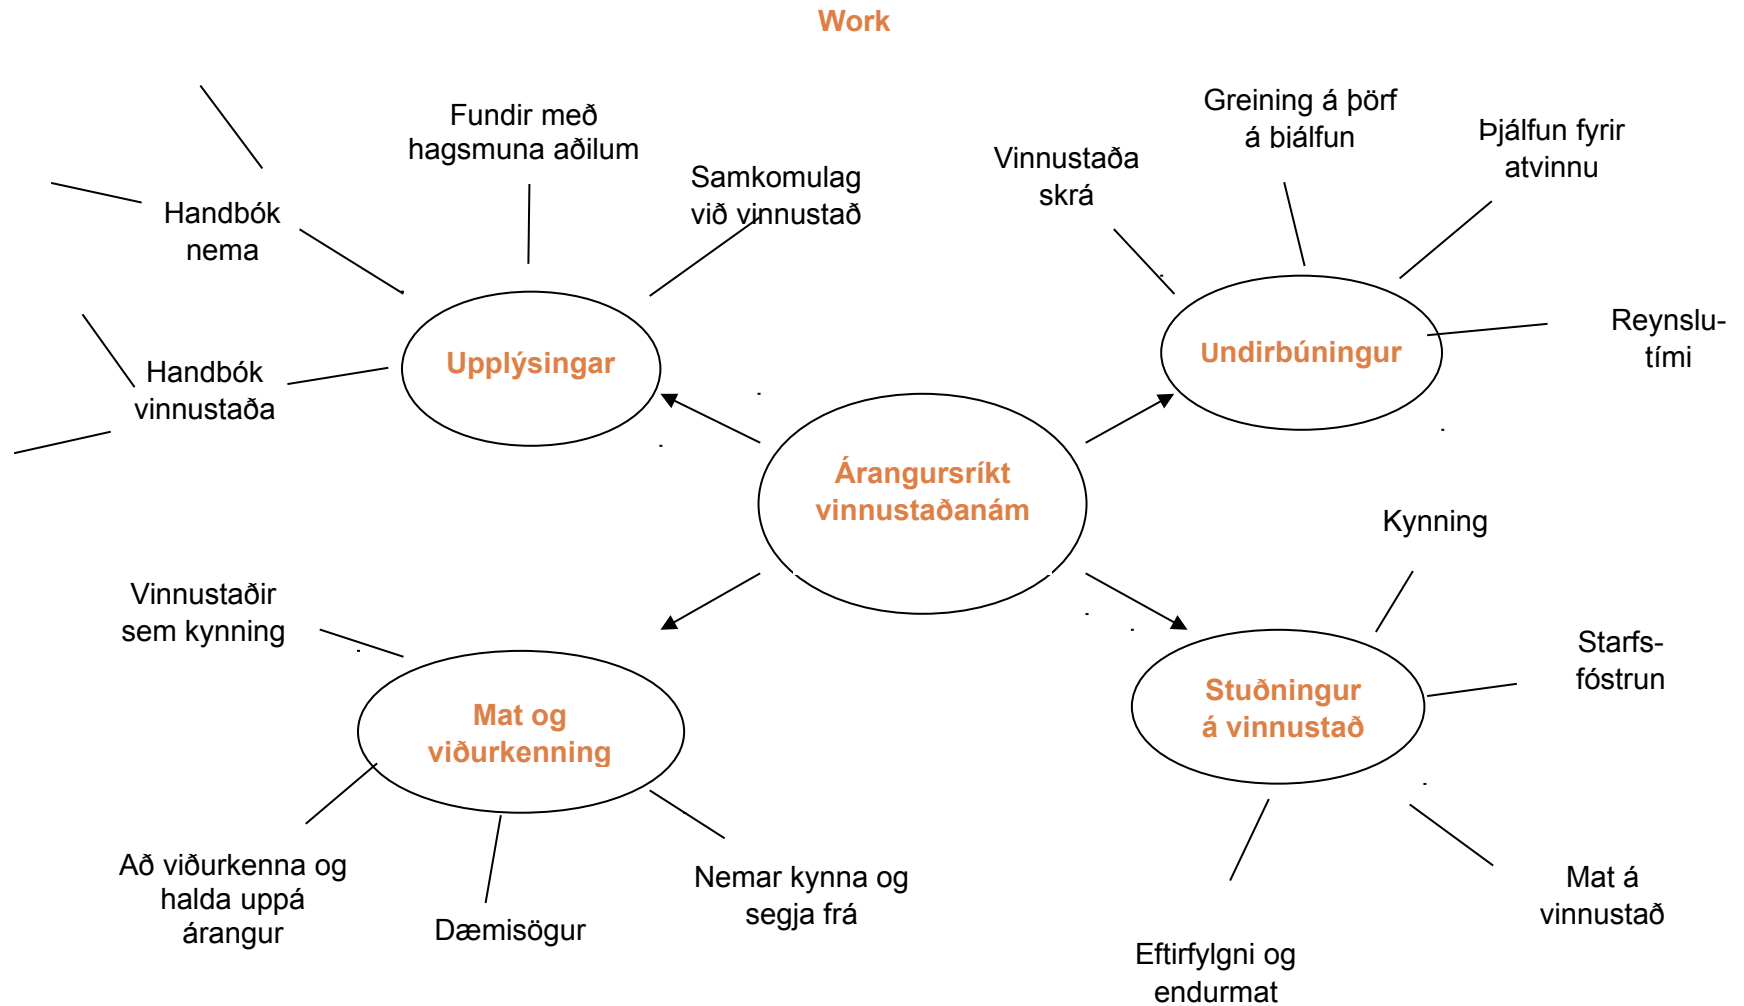 Work
Fundir með
hagsmuna aðilum
Samkomulag
við vinnustað
Handbók
nema
Handbók
vinnustaða
Upplýsingar
Vinnustaða
skrá
Greining á þörf
á þjálfun
Þjálfun fyrir
atvinnu
Reynslu-
tími
Undirbúningur
Árangursríkt
vinnustaðanám
Vinnustaðir
sem kynning
Mat og
viðurkenning
Að viðurkenna og
halda uppá
árangur
Dæmisögur
Nemar kynna og
segja frá
Kynning
Starfs-
fóstrun
Stuðningur
á vinnustað
Mat á
vinnustað
Eftirfylgni og
endurmat